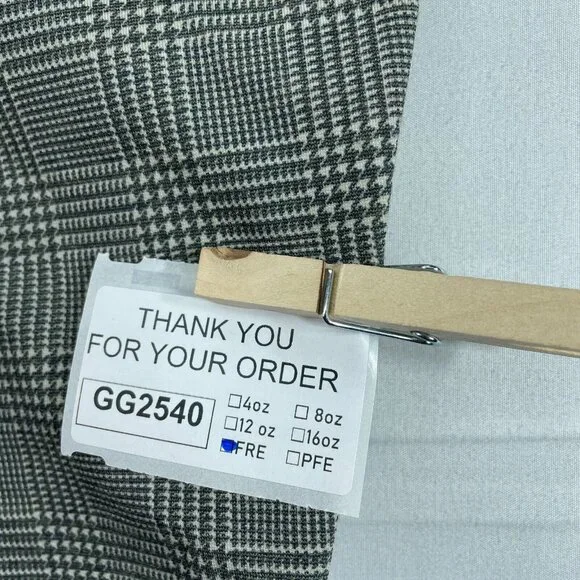 THANK YOU
FOR YOUR ORDER
GG2540
☐4oz ☐ 8oz
☐12 oz ☐16oz
☑FRE ☐PFE